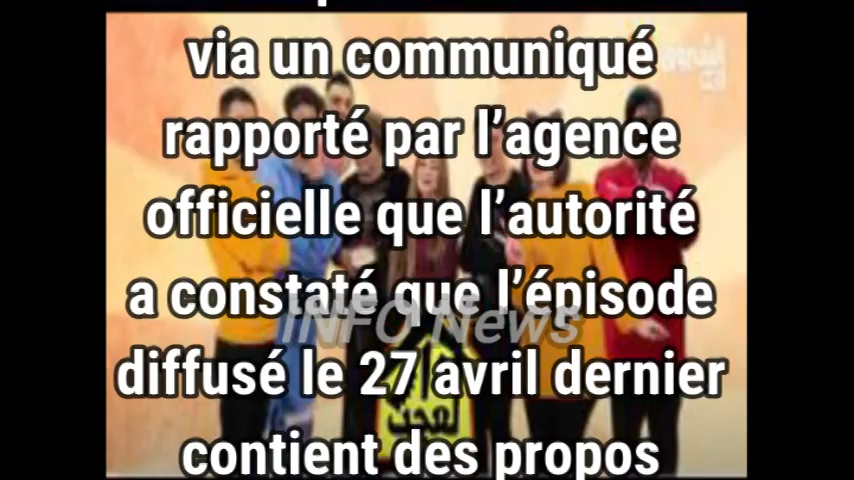 via un communiqué
rapporté par l’agence
officielle que l’autorité
a constaté que l’épisode
INFO News
diffusé le 27 avril dernier
contient des propos